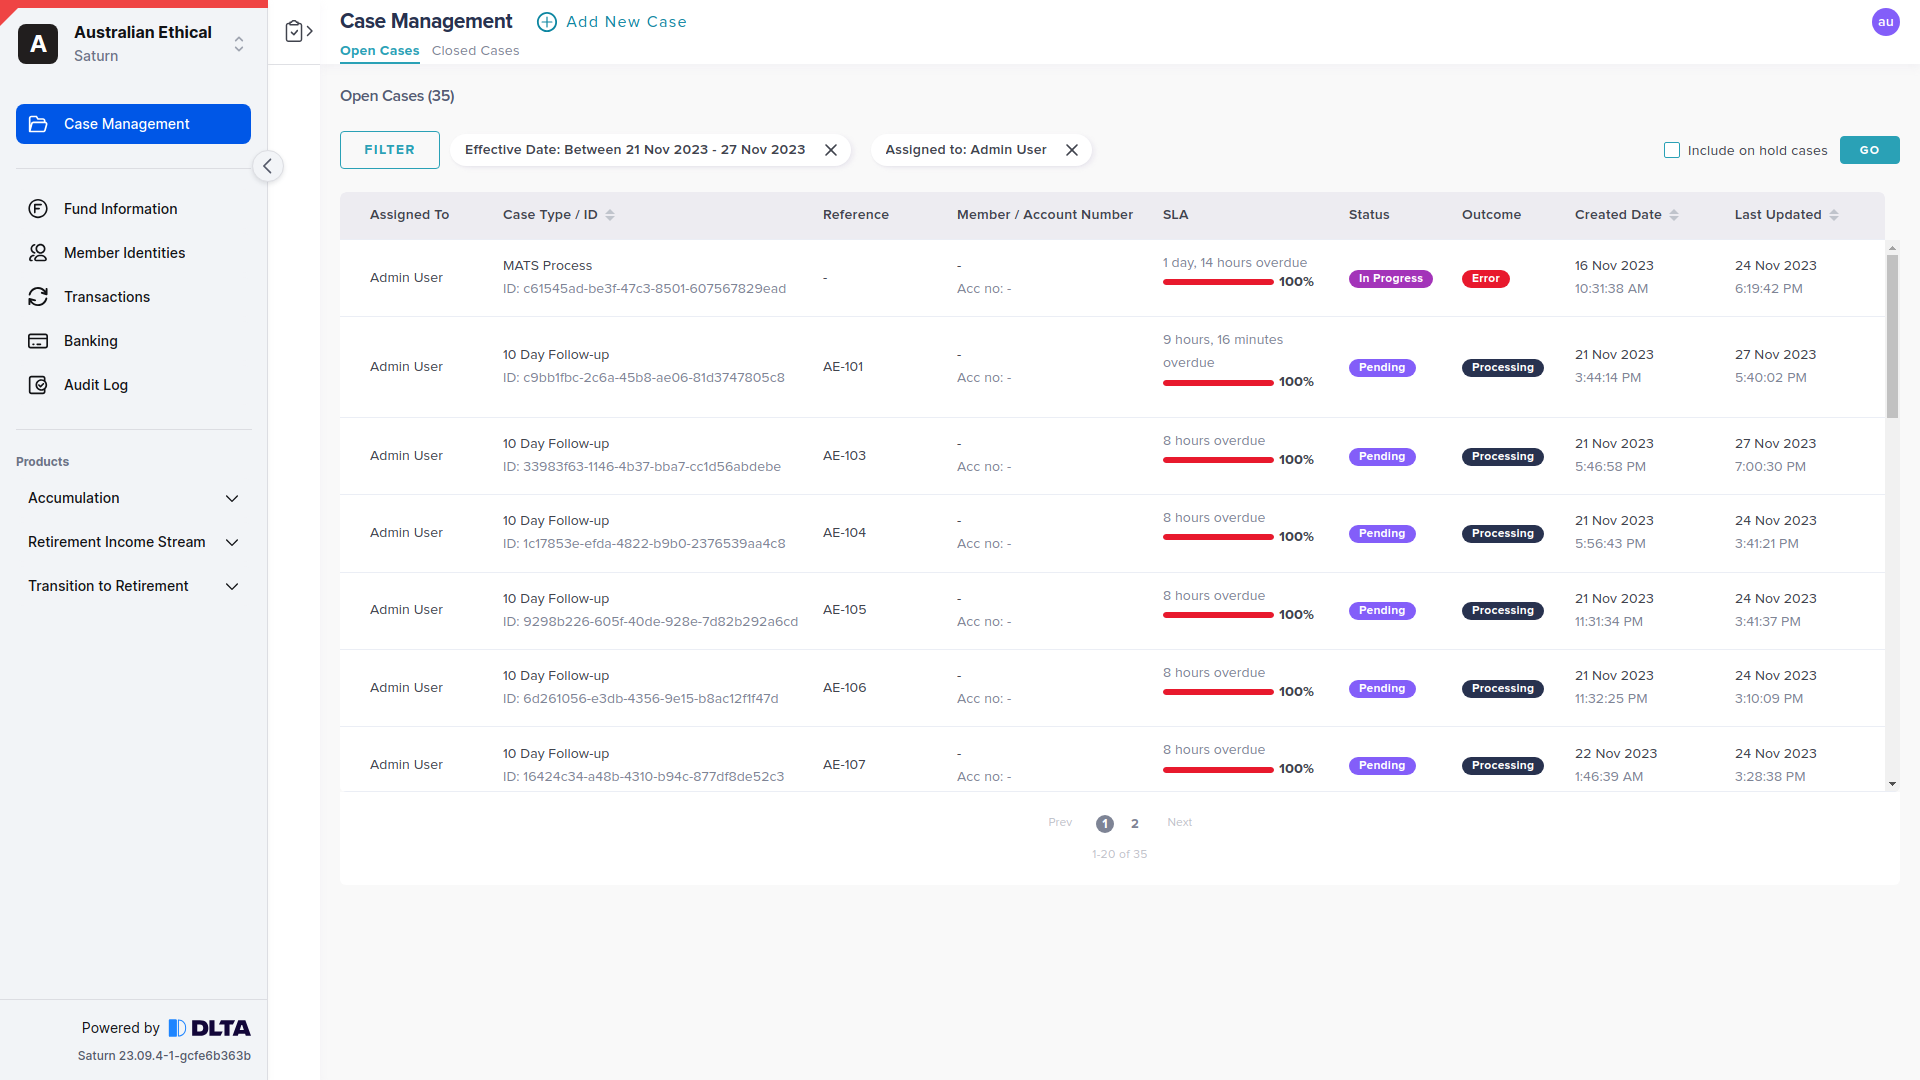 A
Australian Ethical
Saturn
Case Management
Fund Information
Member Identities
Transactions
Banking
Audit Log
Products
Accumulation
Retirement Income Stream
Transition to Retirement
Powered by DLTA
Saturn 23.09.4-1-gcfe6b363b
Case Management
Add New Case
au
Open Cases Closed Cases
Open Cases (35)
FILTER
Effective Date: Between 21 Nov 2023 - 27 Nov 2023
Assigned to: Admin User
Include on hold cases
GO
Assigned To Case Type / ID Reference Member / Account Number SLA Status Outcome Created Date Last Updated
Admin User
MATS Process
ID: c61545ad-be3f-47c3-8501-607567829ead
-
-
Acc no: -
1 day, 14 hours overdue
100%
In Progress
Error
16 Nov 2023
10:31:38 AM
24 Nov 2023
6:19:42 PM
Admin User
10 Day Follow-up
ID: c9bb1fbc-2c6a-45b8-ae06-81d3747805c8
AE-101
-
Acc no: -
9 hours, 16 minutes
overdue
100%
Pending
Processing
21 Nov 2023
3:44:14 PM
27 Nov 2023
5:40:02 PM
Admin User
10 Day Follow-up
ID: 33983f63-1146-4b37-bba7-cc1d56abdebe
AE-103
-
Acc no: -
8 hours overdue
100%
Pending
Processing
21 Nov 2023
5:46:58 PM
27 Nov 2023
7:00:30 PM
Admin User
10 Day Follow-up
ID: 1c17853e-efda-4822-b9b0-2376539aa4c8
AE-104
-
Acc no: -
8 hours overdue
100%
Pending
Processing
21 Nov 2023
5:56:43 PM
24 Nov 2023
3:41:21 PM
Admin User
10 Day Follow-up
ID: 9298b226-605f-40de-928e-7d82b292a6cd
AE-105
-
Acc no: -
8 hours overdue
100%
Pending
Processing
21 Nov 2023
11:31:34 PM
24 Nov 2023
3:41:37 PM
Admin User
10 Day Follow-up
ID: 6d261056-e3db-4356-9e15-b8ac12f1f47d
AE-106
-
Acc no: -
8 hours overdue
100%
Pending
Processing
21 Nov 2023
11:32:25 PM
24 Nov 2023
3:10:09 PM
Admin User
10 Day Follow-up
ID: 16424c34-a48b-4310-b94c-877df8de52c3
AE-107
-
Acc no: -
8 hours overdue
100%
Pending
Processing
22 Nov 2023
1:46:39 AM
24 Nov 2023
3:28:38 PM
Prev 1 2 Next
1-20 of 35